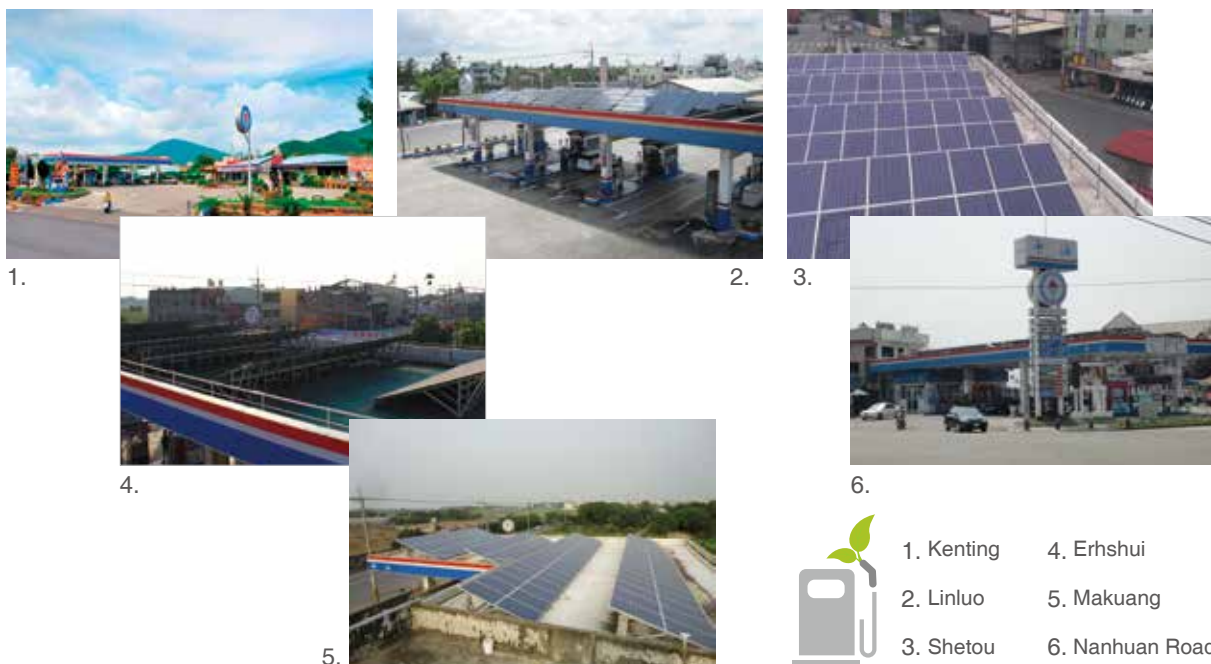 1.
2.
3.
4.
6.
5.
1. Kenting
2. Linluo
3. Shetou
4. Erhshui
5. Makuang
6. Nanhuan Road